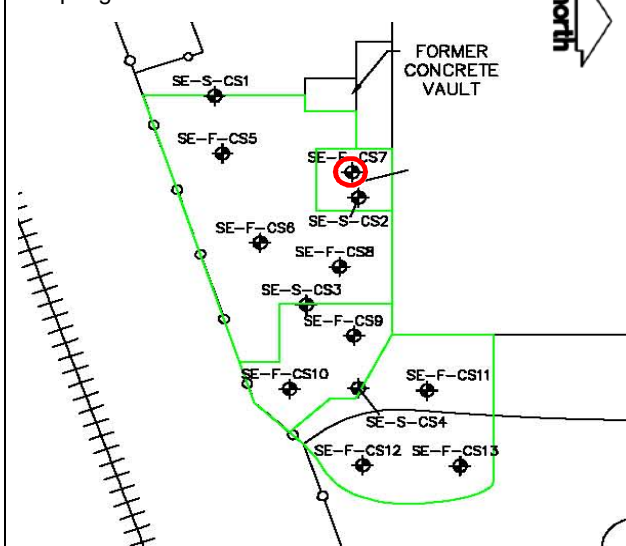 north
FORMER
CONCRETE
VAULT
SE-S-CS1
SE-F-CS5
SE-F-CS7
SE-S-CS2
SE-F-CS6
SE-F-CS8
SE-S-CS3
SE-F-CS9
SE-F-CS10
SE-F-CS11
SE-S-CS4
SE-F-CS12
SE-F-CS13